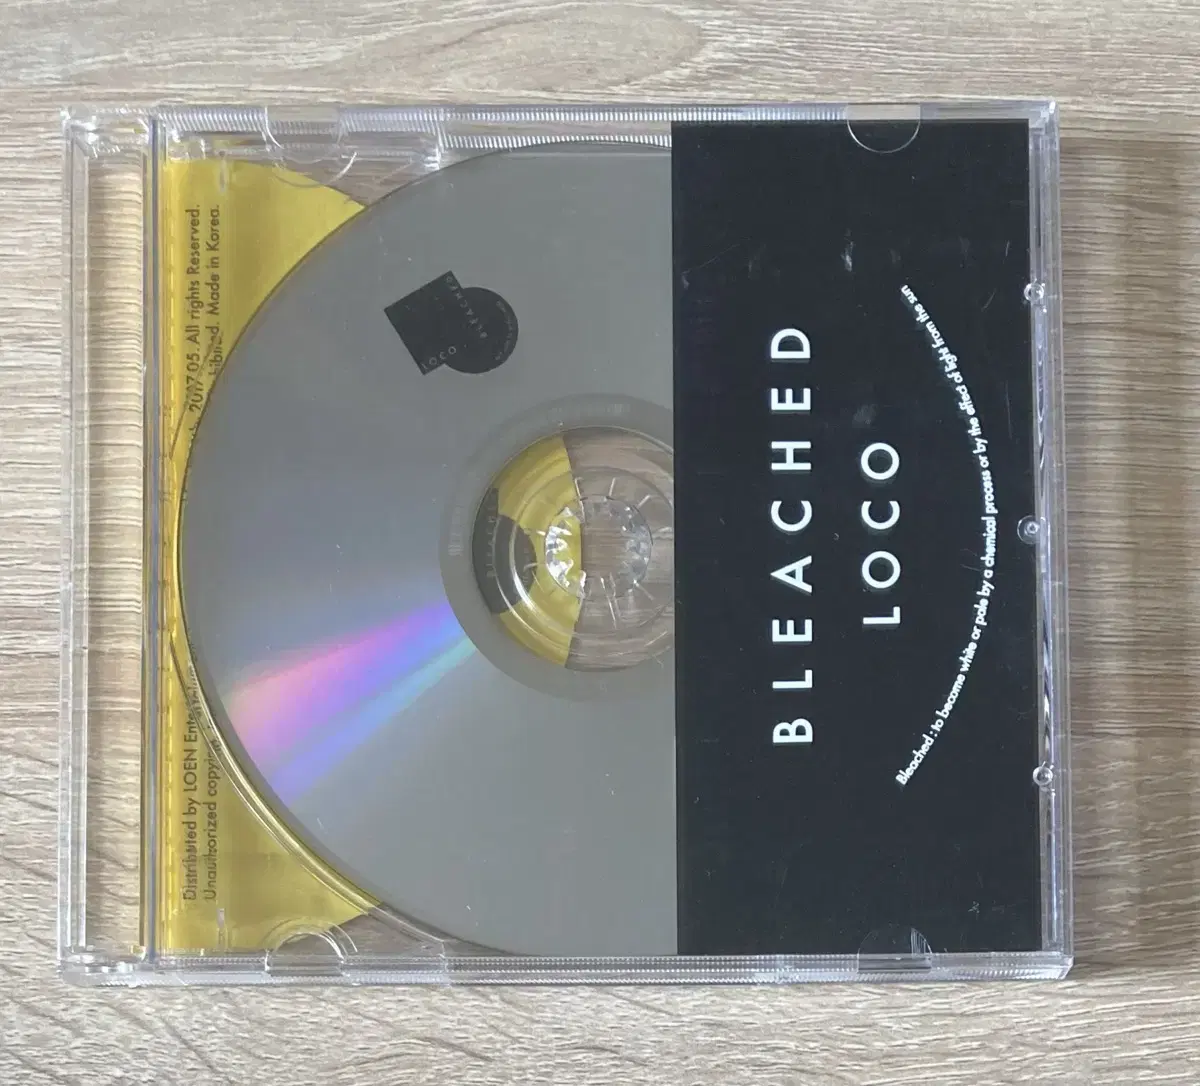 BLEACHED
LOCO
Bleached : to become white or pale by a chemical process or by the effect of light from the sun
BLEACHED
LOCO
Distributed by LOEN
2017.05. All rights Reserved.
Unauthorized copying
Made in Korea.